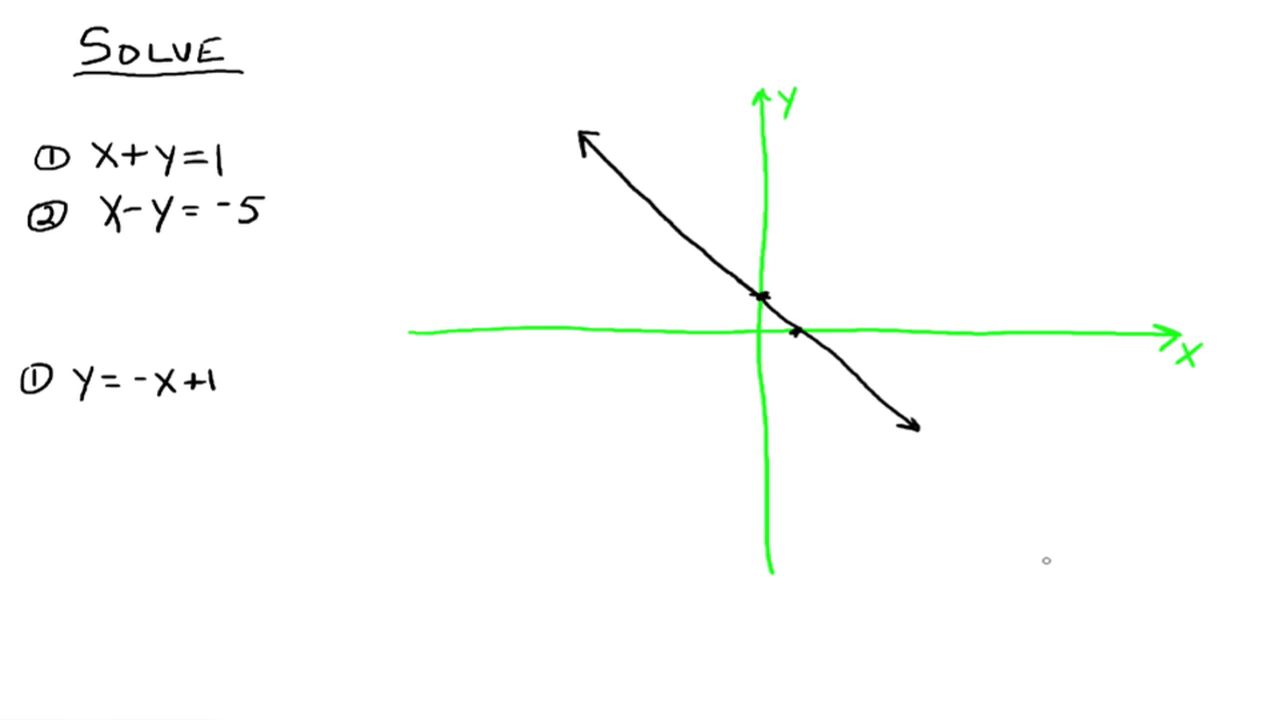 SOLVE
① x+y=1
② x-y=-5
① y=-x+1
y
x